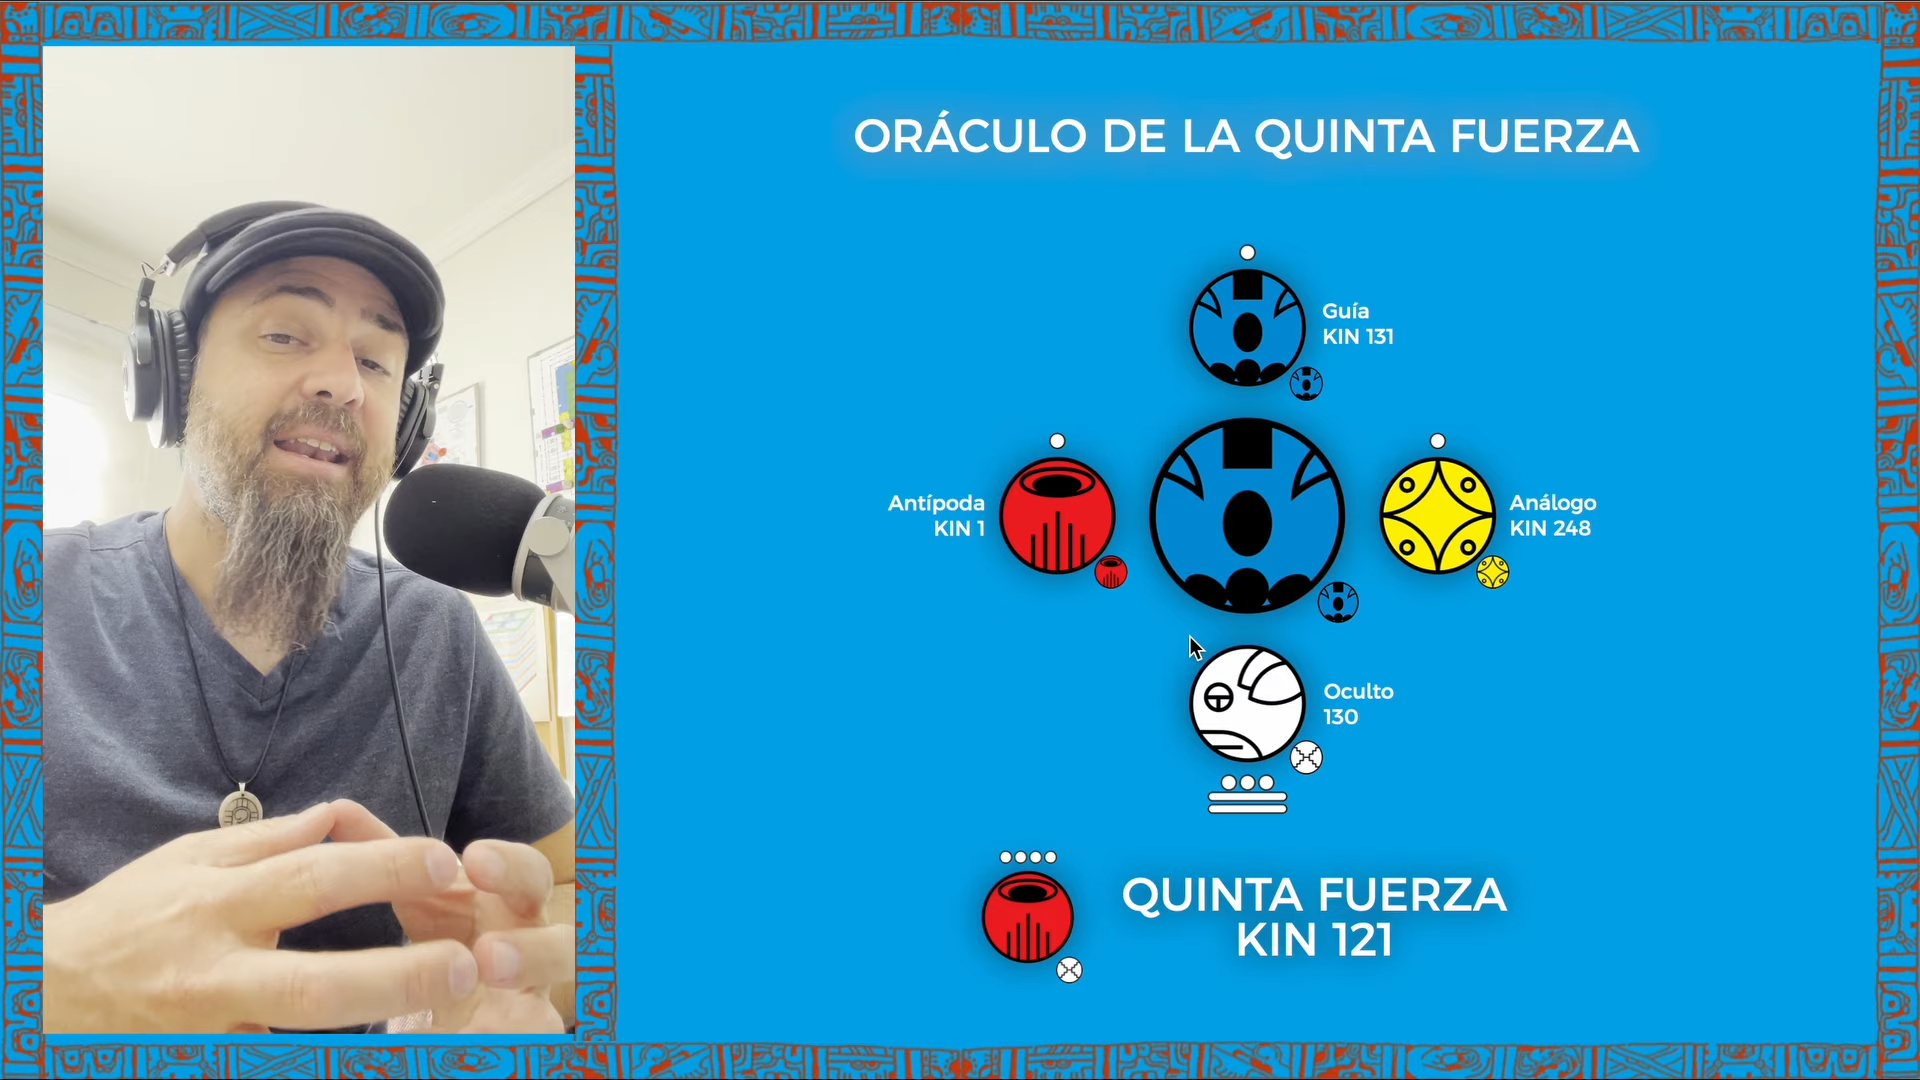 ORÁCULO DE LA QUINTA FUERZA
Guía
KIN 131
Antípoda
KIN 1
Análogo
KIN 248
Oculto
130
QUINTA FUERZA
KIN 121